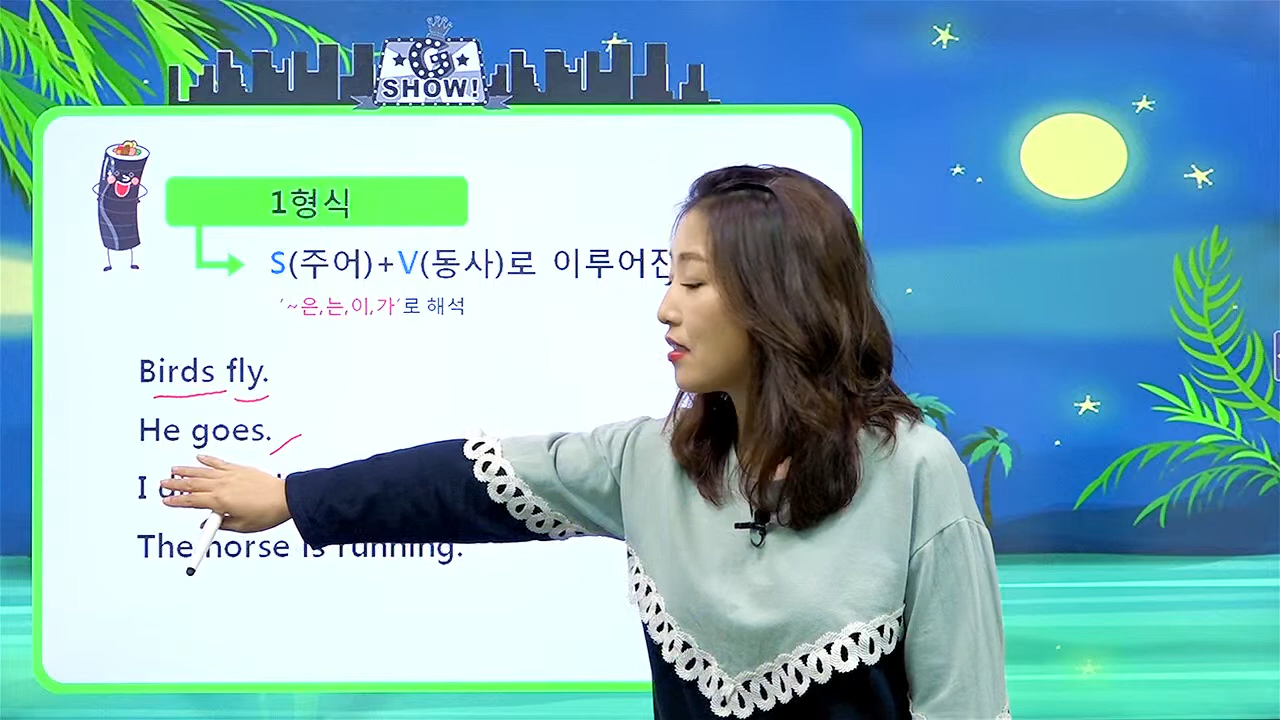 G
SHOW!
1형식
S(주어)+V(동사)로 이루어진
'~은,는,이,가'로 해석
Birds fly.
He goes.
I
The horse is running.